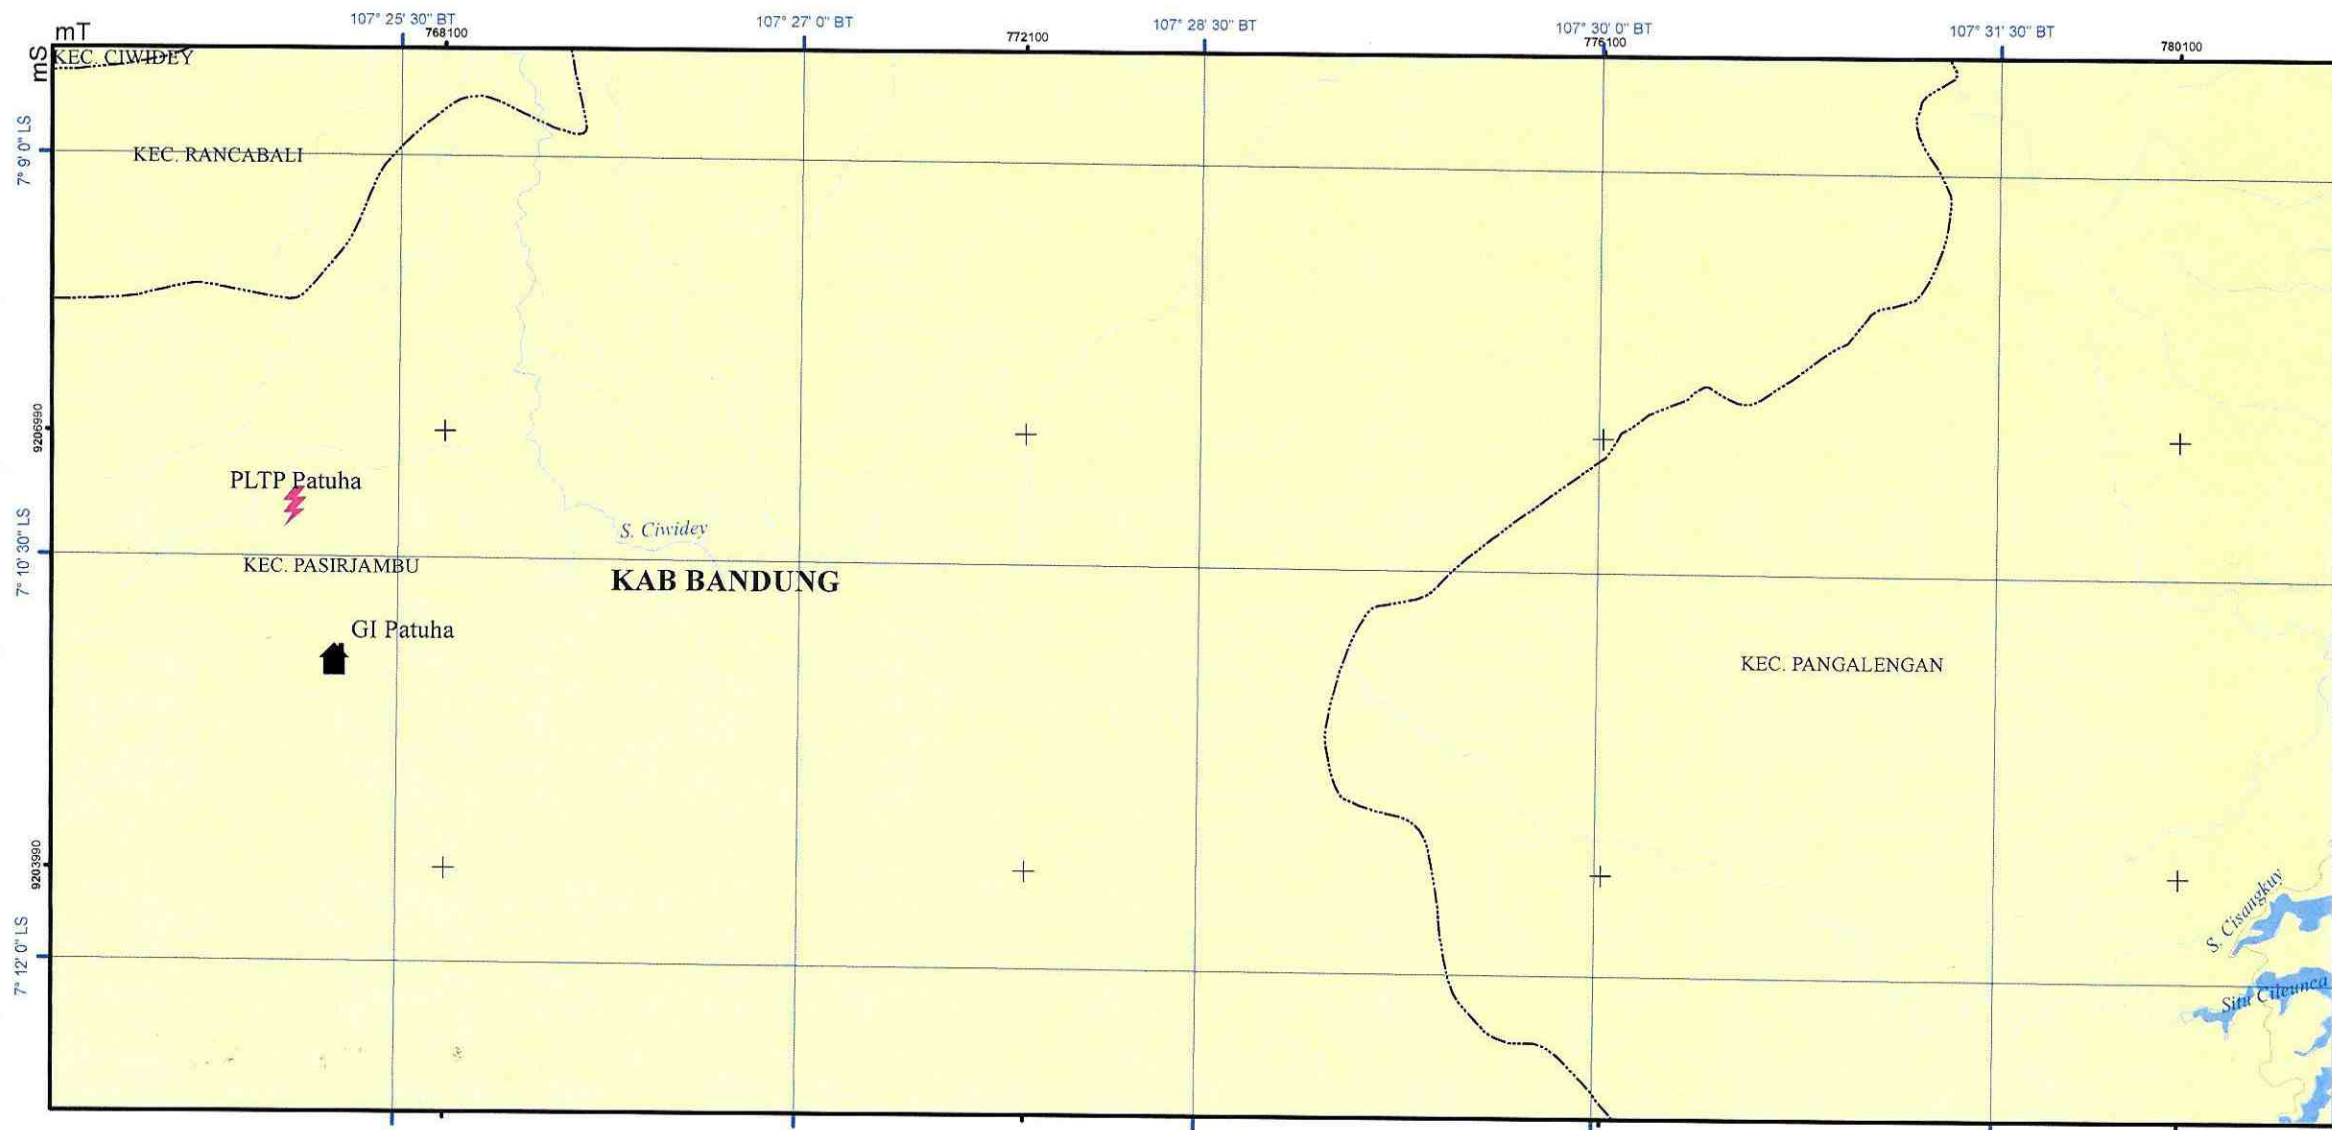 107° 25' 30" BT
107° 27' 0" BT
107° 28' 30" BT
107° 30' 0" BT
107° 31' 30" BT
mT
768100
772100
776100
780100
mS
KEC. CIWIDEY
7° 9' 0" LS
KEC. RANCABALI
9206990
PLTP Patuha
7° 10' 30" LS
S. Ciwidey
KEC. PASIRJAMBU
KAB BANDUNG
GI Patuha
KEC. PANGALENGAN
9203990
S. Cisangkuy
7° 12' 0" LS
Situ Cileunca